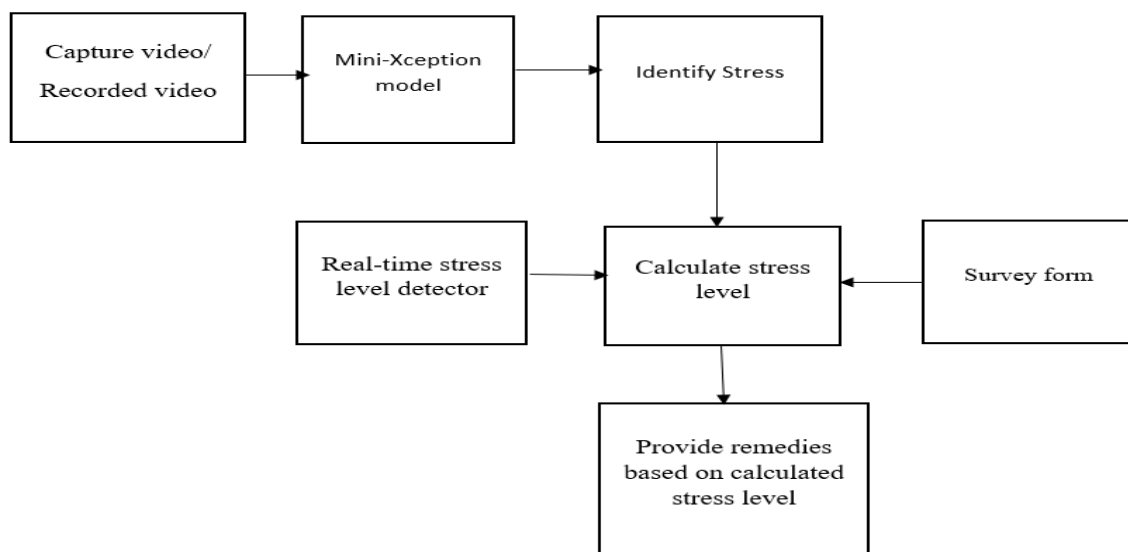 Capture video/
Recorded video
Mini-Xception
model
Identify Stress
Real-time stress
level detector
Calculate stress
level
Survey form
Provide remedies
based on calculated
stress level